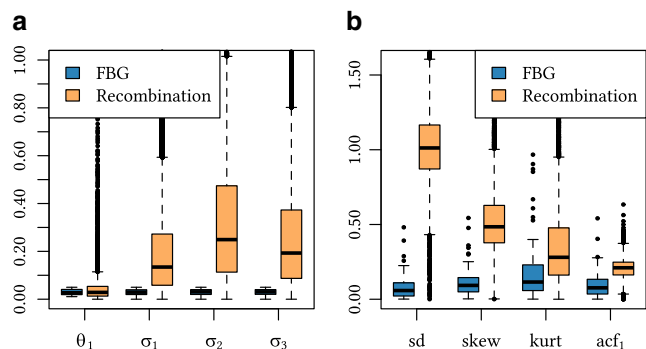 a
b
FBG
Recombination
FBG
Recombination
1.00
0.80
0.60
0.40
0.20
0.00
1.50
1.00
0.50
0.00
θ₁ σ₁ σ₂ σ₃
sd skew kurt acf₁